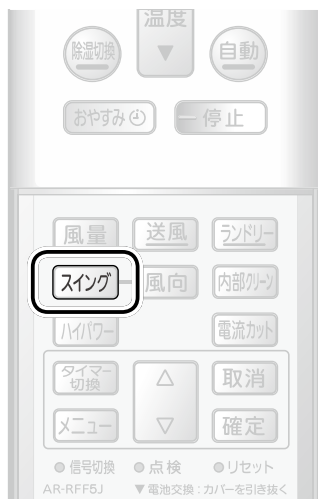 温度
除湿切換 ▼ 自動
おやすみ 停止
風量 送風 ランドリー
スイング 風向 内部クリーン
ハイパワー 電流カット
タイマー切換 △ 取消
メニュー ▽ 確定
●信号切換 ●点検 ●リセット
AR-RFF5J ▼電池交換:カバーを引き抜く